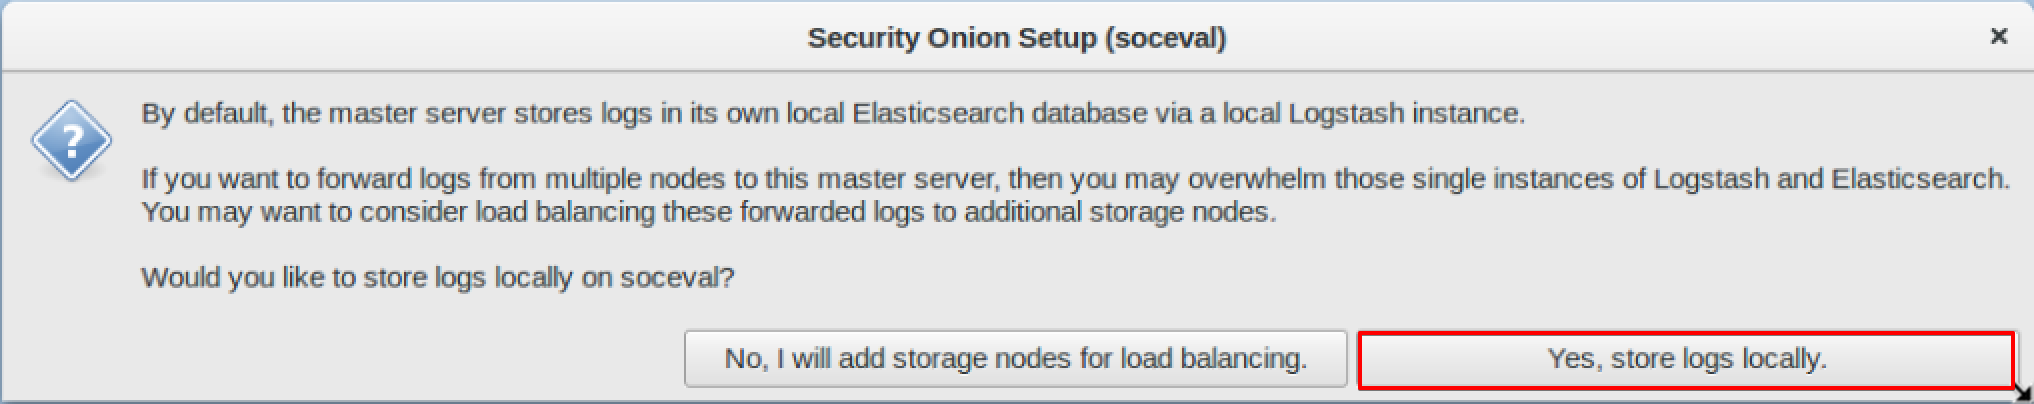 Security Onion Setup (soceval)
By default, the master server stores logs in its own local Elasticsearch database via a local Logstash instance.
If you want to forward logs from multiple nodes to this master server, then you may overwhelm those single instances of Logstash and Elasticsearch.
You may want to consider load balancing these forwarded logs to additional storage nodes.
Would you like to store logs locally on soceval?
No, I will add storage nodes for load balancing.
Yes, store logs locally.